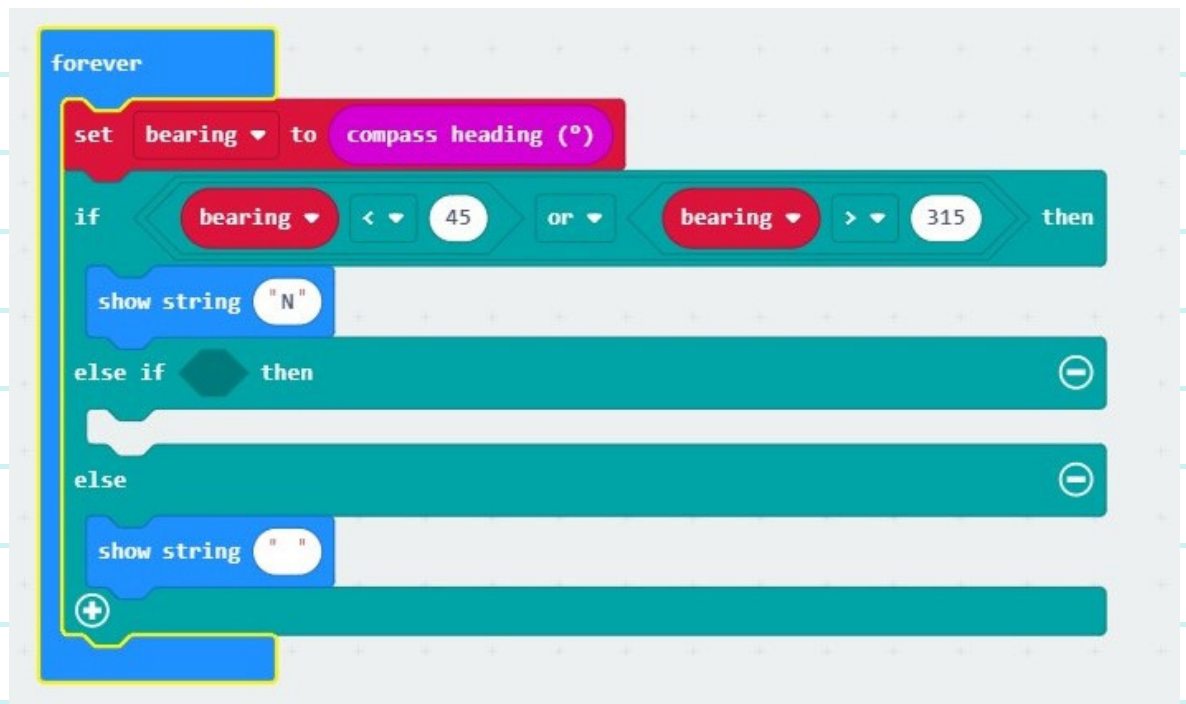 forever
set bearing to compass heading (°)
if bearing < 45 or bearing > 315 then
show string "N"
else if then
else
show string " "